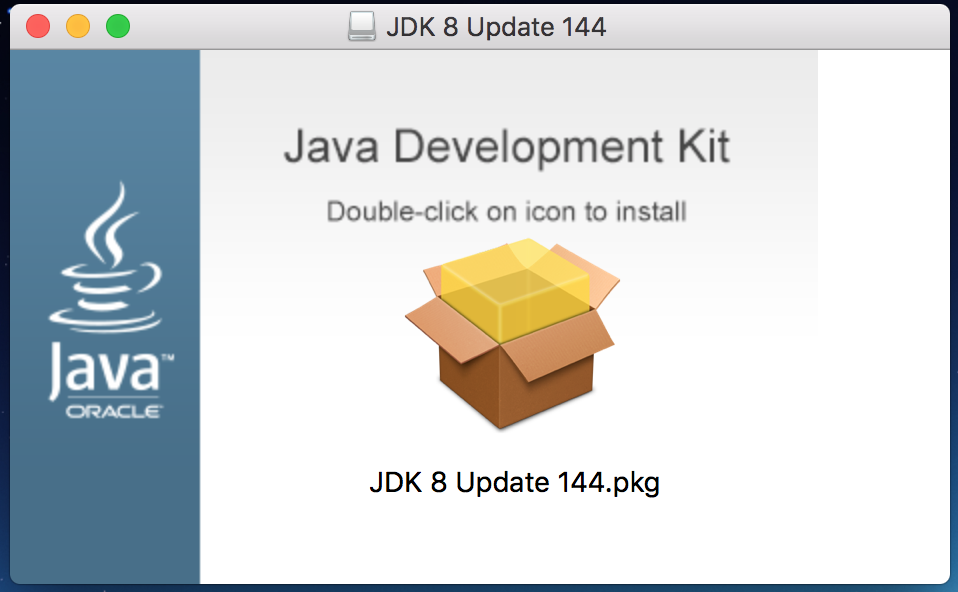 JDK 8 Update 144
Java Development Kit
Double-click on icon to install
Java™
ORACLE
JDK 8 Update 144.pkg